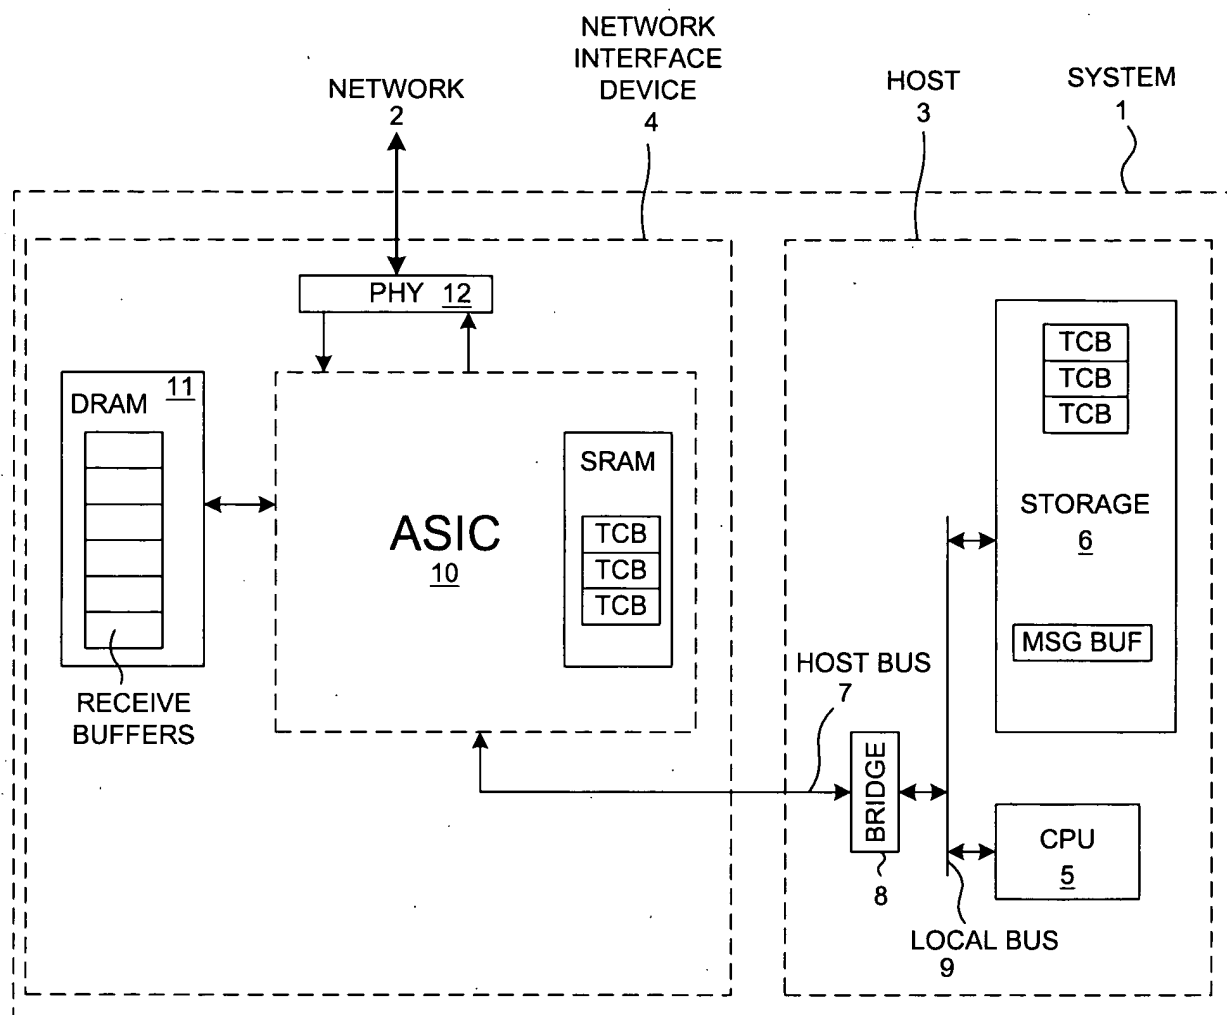 NETWORK
INTERFACE
DEVICE
4
NETWORK
2
HOST
3
SYSTEM
1
PHY 12
11
DRAM
RECEIVE
BUFFERS
ASIC
10
SRAM
TCB
TCB
TCB
TCB
TCB
TCB
STORAGE
6
MSG BUF
HOST BUS
7
BRIDGE
8
CPU
5
LOCAL BUS
9